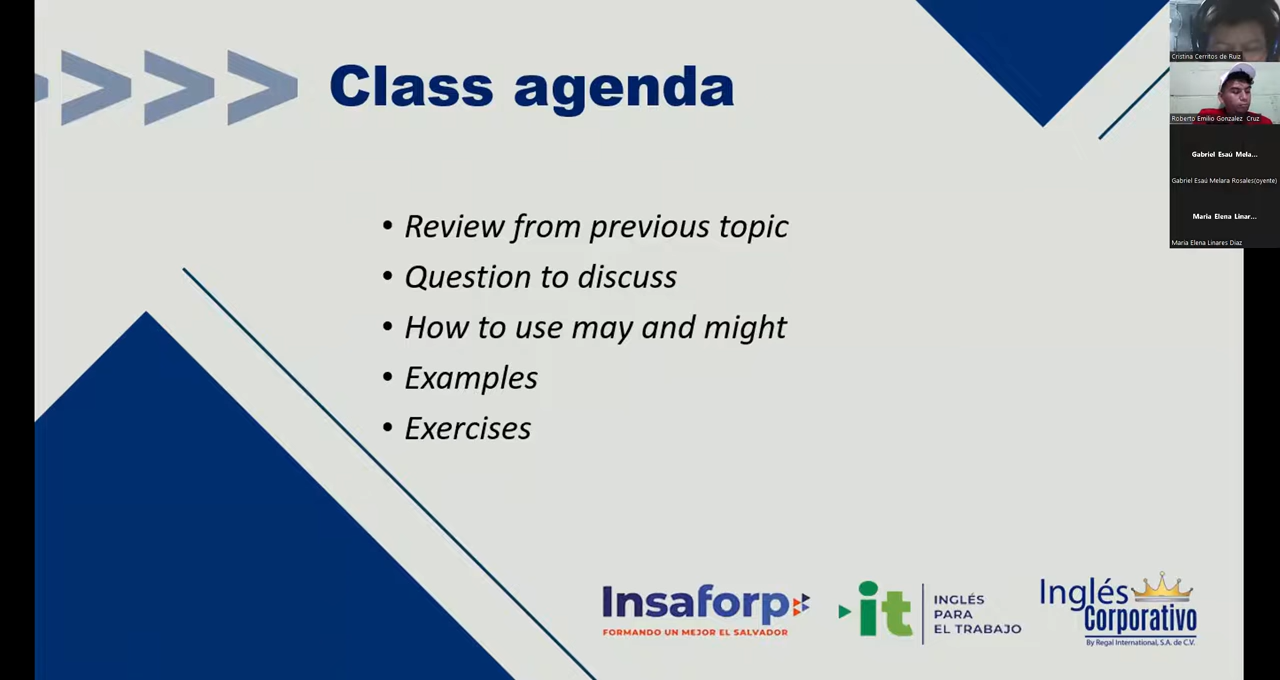 Class agenda
• Review from previous topic
• Question to discuss
• How to use may and might
• Examples
• Exercises
Insaforp
FORMANDO UN MEJOR EL SALVADOR
it
INGLÉS
PARA
EL TRABAJO
Inglés
Corporativo
By Regal International, S.A. de C.V.
Cristina Cerritos de Ruiz
Roberto Emilio Gonzalez Cruz
Gabriel Esaú Mela...
Gabriel Esaú Melara Rosales(oyente)
Maria Elena Linar...
Maria Elena Linares Diaz